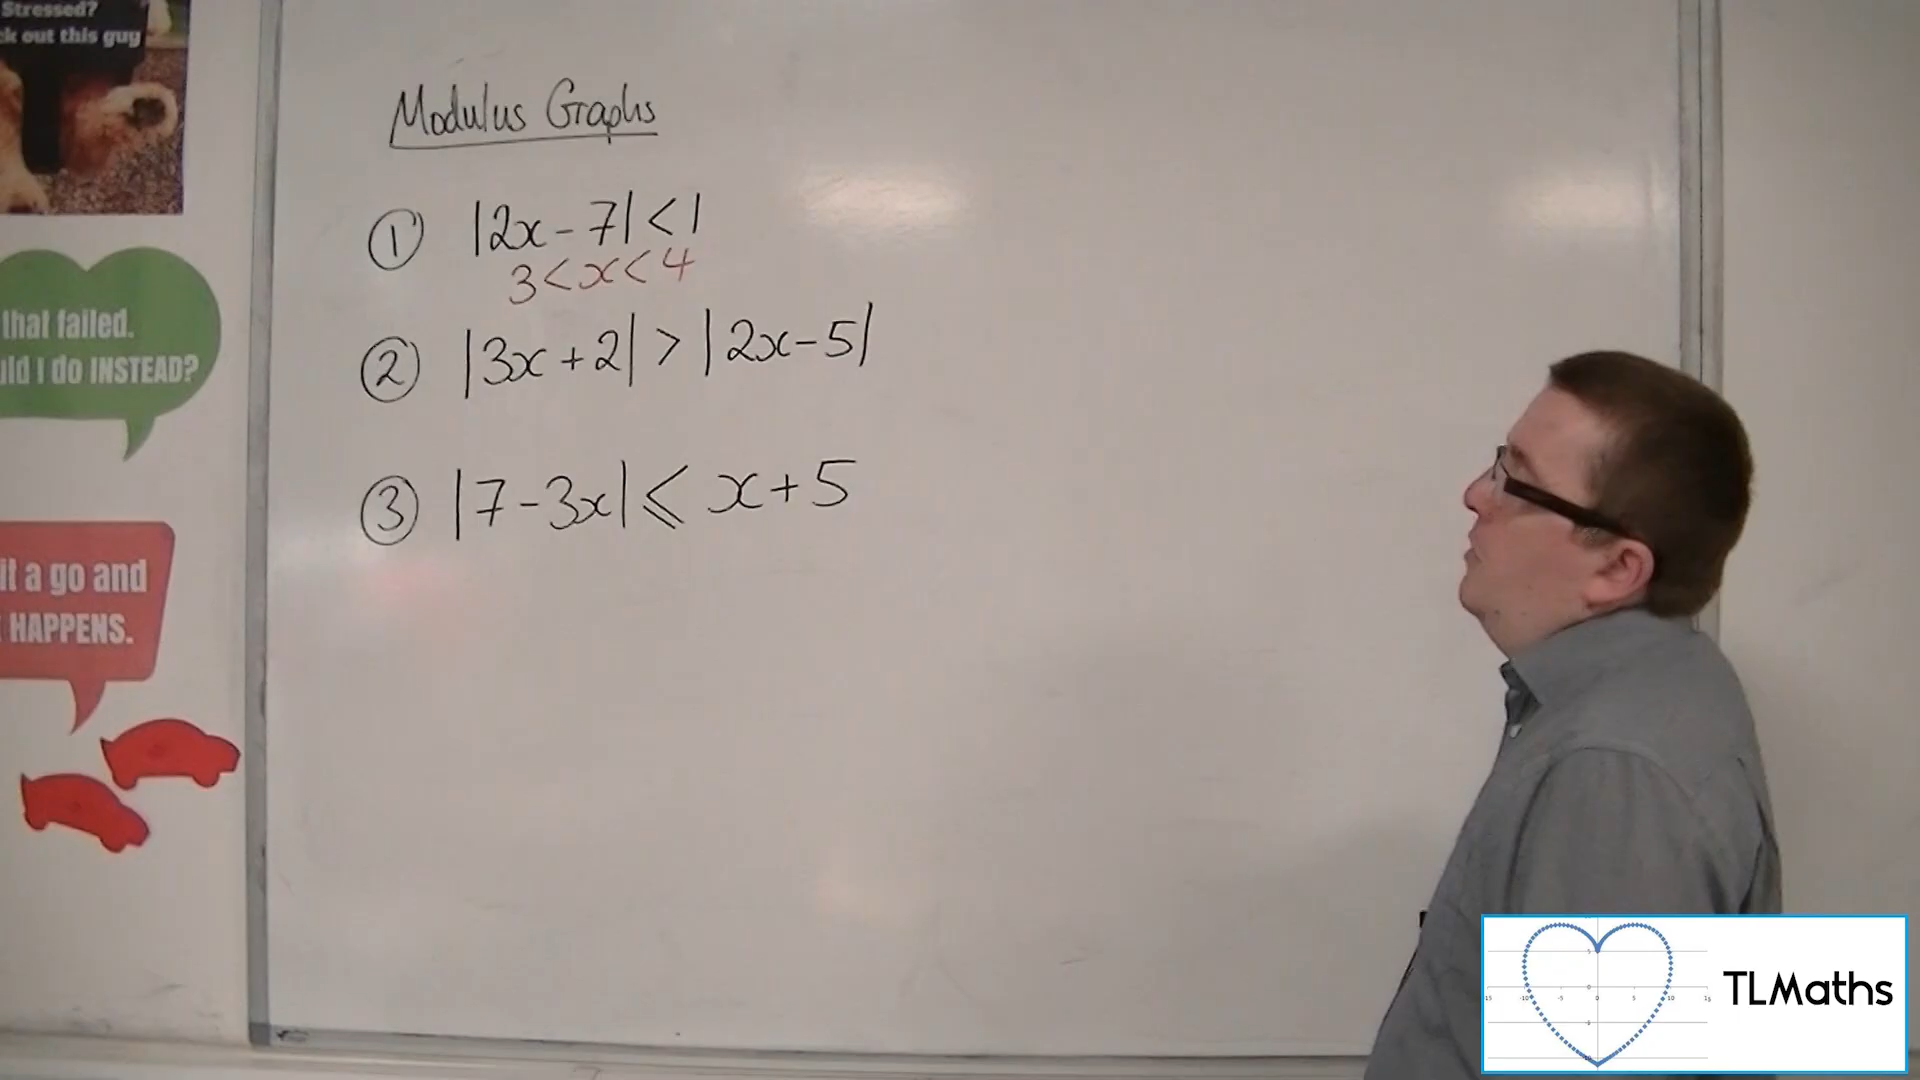 Stressed?
ck out this guy
Modulus Graphs
① |2x - 7| < 1
3 < x < 4
② |3x + 2| > |2x - 5|
③ |7 - 3x| ⩽ x + 5
that failed.
uld I do INSTEAD?
it a go and
HAPPENS.
TLMaths